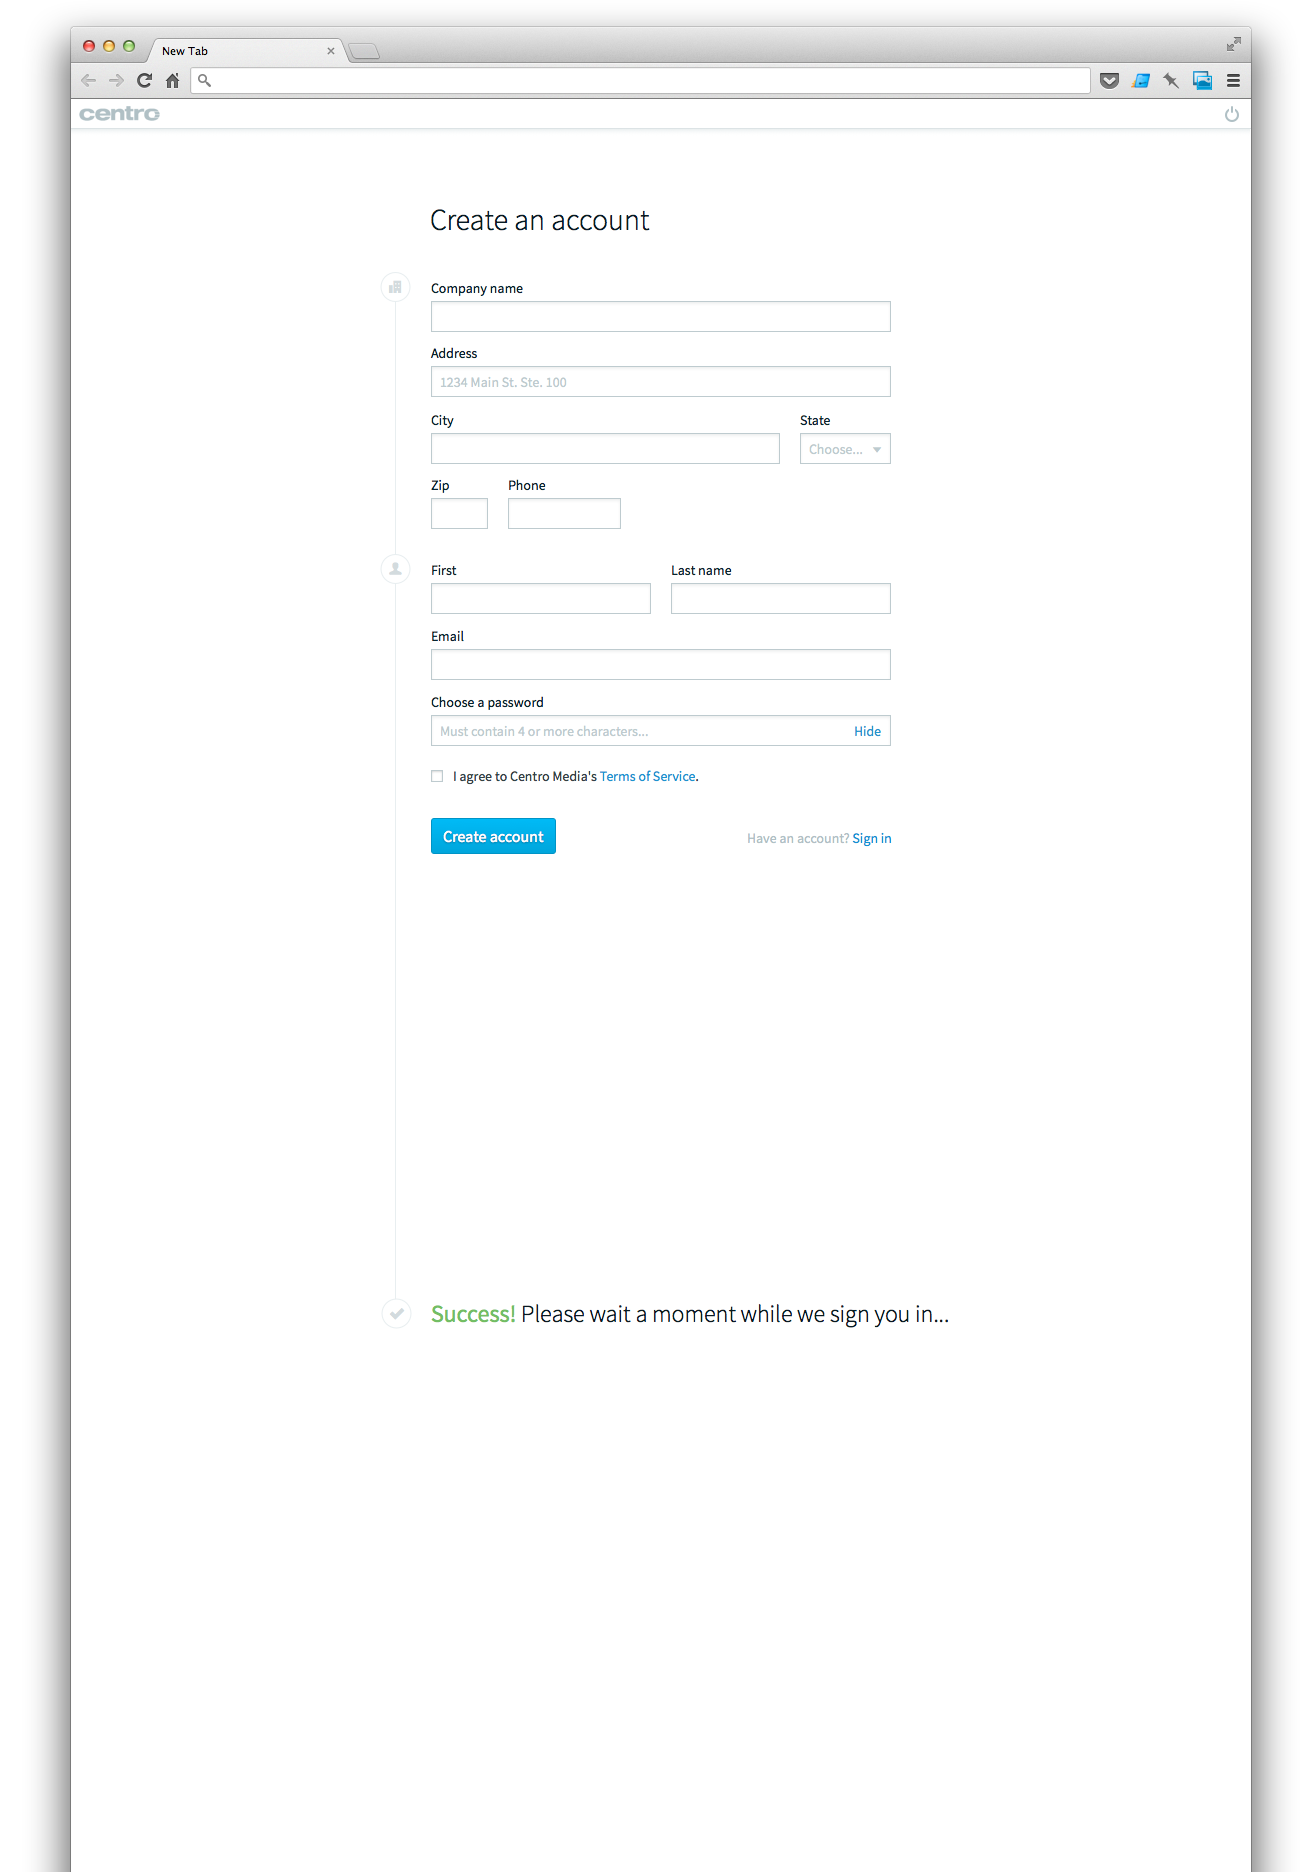 New Tab
centro
Create an account
Company name
Address
1234 Main St. Ste. 100
City State
Choose...
Zip Phone
First Last name
Email
Choose a password
Must contain 4 or more characters... Hide
I agree to Centro Media's Terms of Service.
Create account
Have an account? Sign in
Success! Please wait a moment while we sign you in...